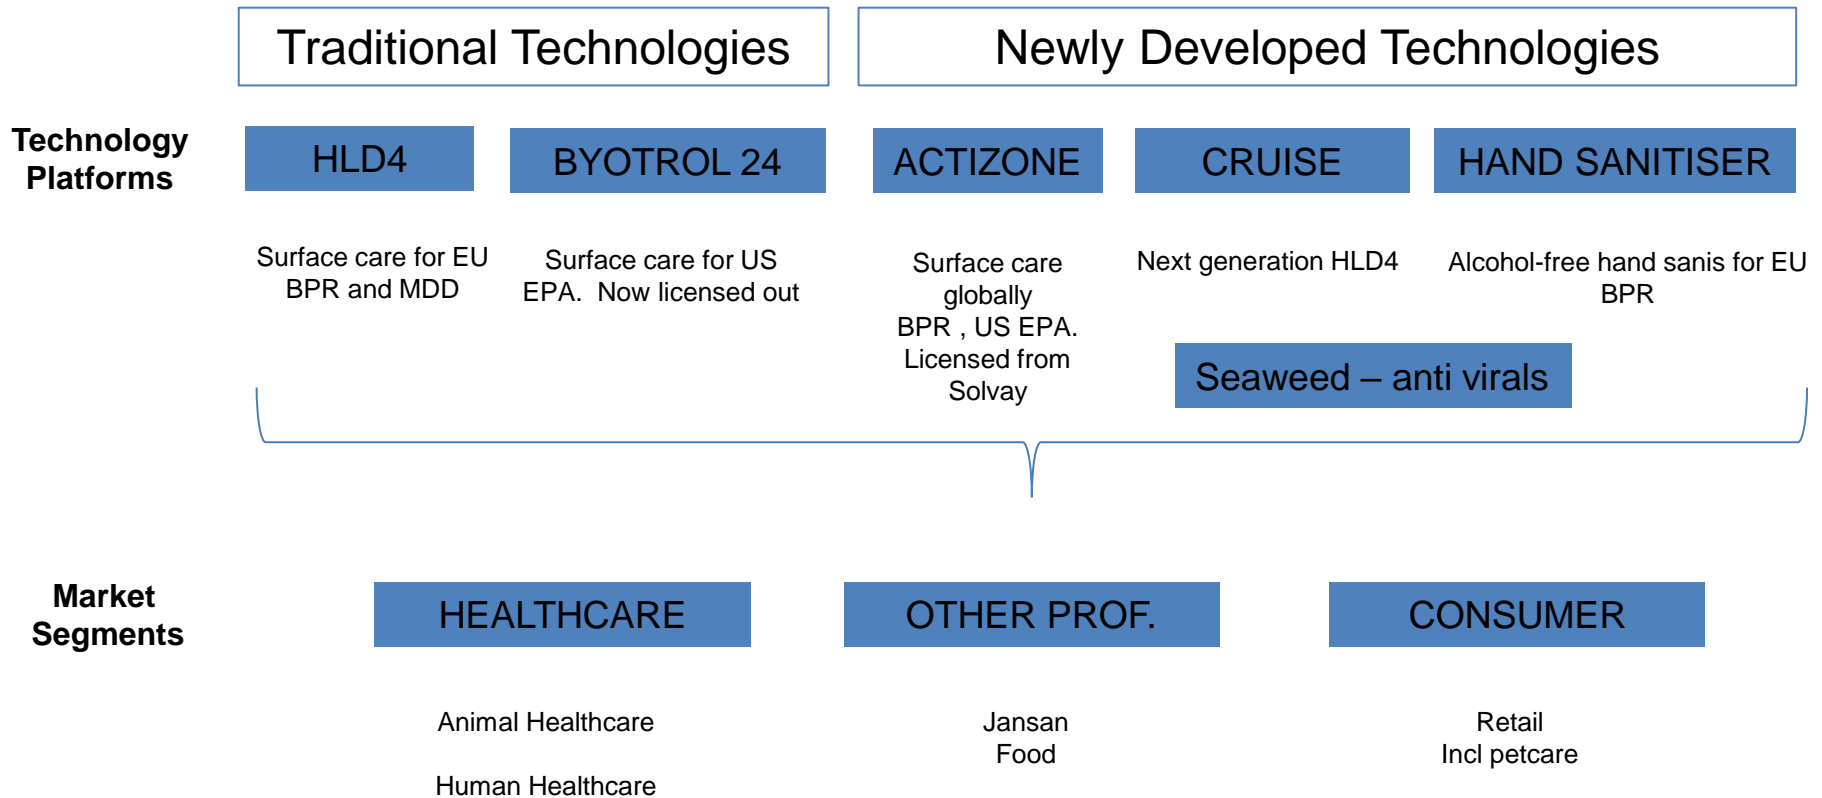 Traditional Technologies
Newly Developed Technologies
Technology
Platforms
HLD4
BYOTROL 24
ACTIZONE
CRUISE
HAND SANITISER
Surface care for EU
BPR and MDD
Surface care for US
EPA.  Now licensed out
Surface care
globally
BPR , US EPA.
Licensed from
Solvay
Next generation HLD4
Alcohol-free hand sanis for EU
BPR
Seaweed – anti virals
Market
Segments
HEALTHCARE
OTHER PROF.
CONSUMER
Animal Healthcare
Human Healthcare
Jansan
Food
Retail
Incl petcare